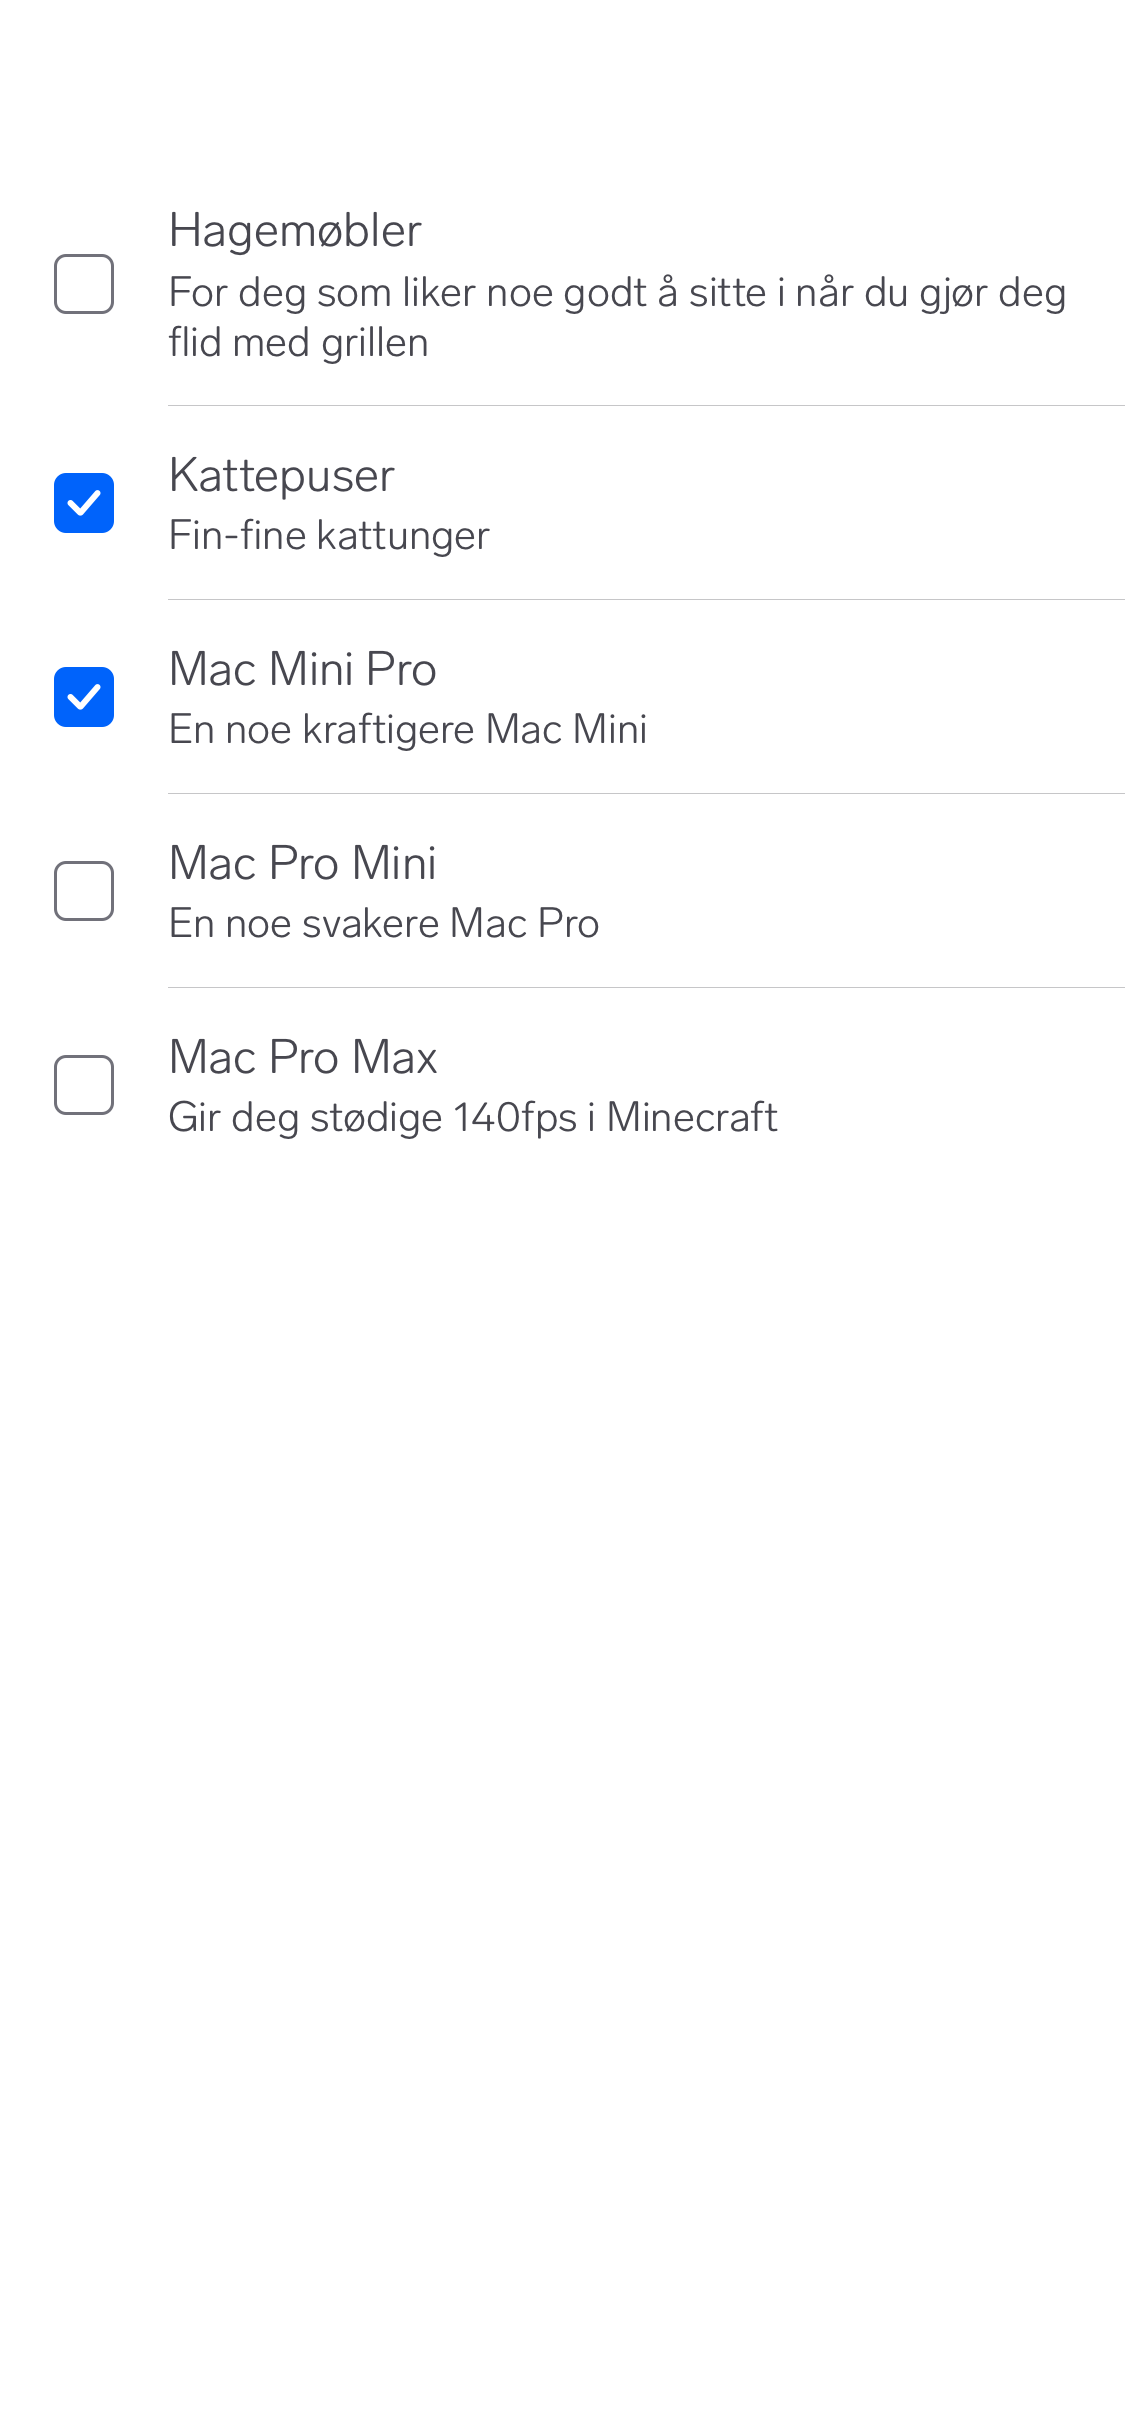 Hagemøbler
For deg som liker noe godt å sitte i når du gjør deg
flid med grillen
Kattepuser
Fin-fine kattunger
Mac Mini Pro
En noe kraftigere Mac Mini
Mac Pro Mini
En noe svakere Mac Pro
Mac Pro Max
Gir deg stødige 140fps i Minecraft